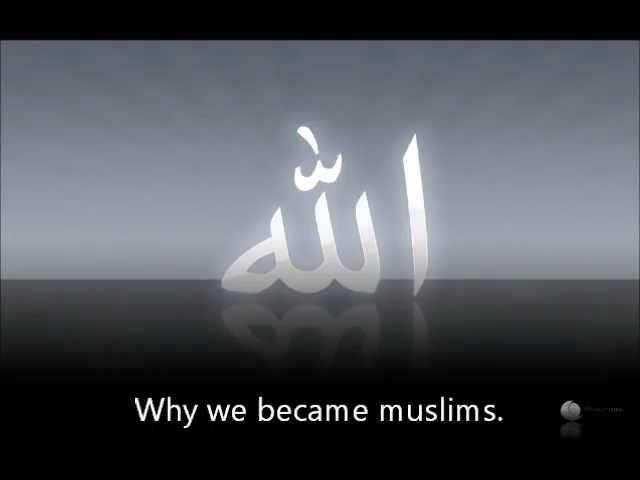 الله
Why we became muslims.